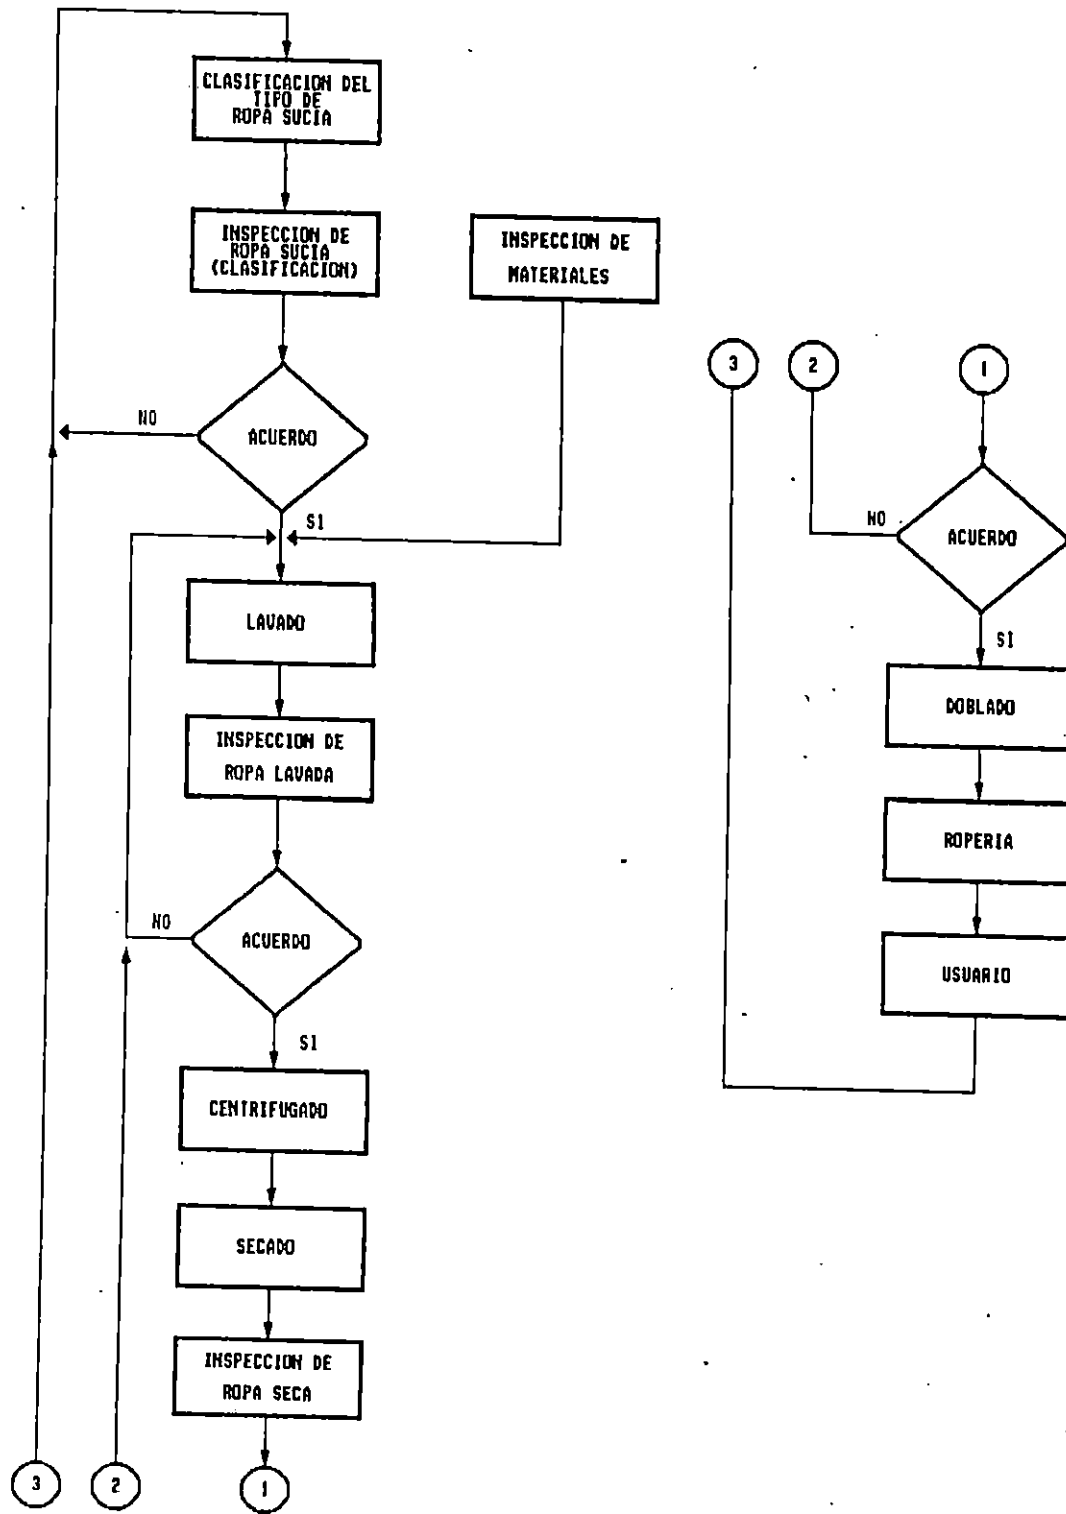 CLASIFICACION DEL
TIPO DE
ROPA SUCIA
INSPECCION DE
ROPA SUCIA
(CLASIFICACION)
INSPECCION DE
MATERIALES
NO
ACUERDO
SI
LAVADO
INSPECCION DE
ROPA LAVADA
NO
ACUERDO
SI
CENTRIFUGADO
SECADO
INSPECCION DE
ROPA SECA
3
2
1
3
2
1
NO
ACUERDO
SI
DOBLADO
ROPERIA
USUARIO